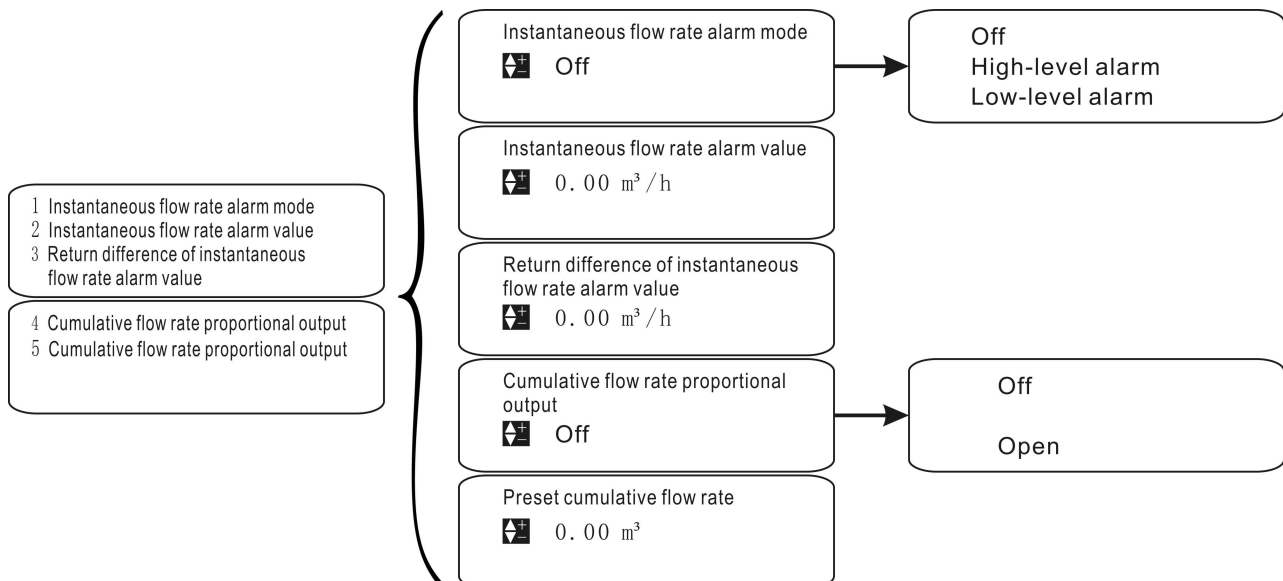 1 Instantaneous flow rate alarm mode
2 Instantaneous flow rate alarm value
3 Return difference of instantaneous
flow rate alarm value
4 Cumulative flow rate proportional output
5 Cumulative flow rate proportional output
Instantaneous flow rate alarm mode
Off
Off
High-level alarm
Low-level alarm
Instantaneous flow rate alarm value
0.00 m³/h
Return difference of instantaneous
flow rate alarm value
0.00 m³/h
Cumulative flow rate proportional
output
Off
Off
Open
Preset cumulative flow rate
0.00 m³